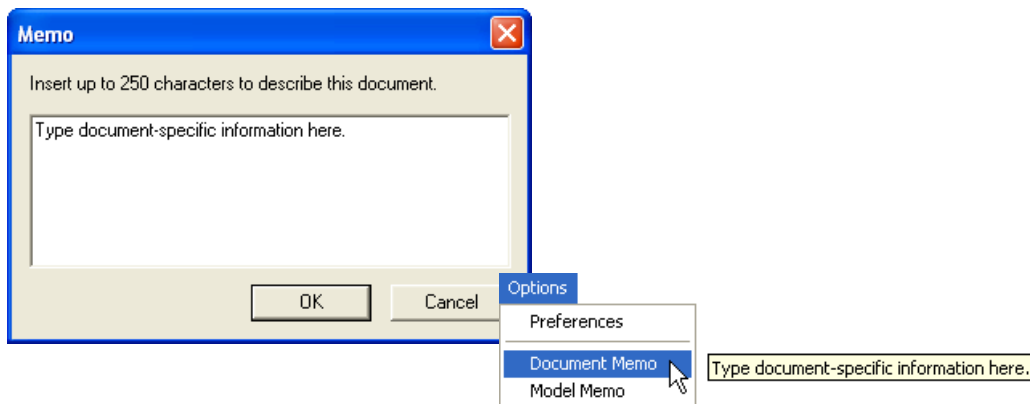 Memo
Insert up to 250 characters to describe this document.
Type document-specific information here.
OK
Cancel
Options
Preferences
Document Memo
Type document-specific information here.
Model Memo